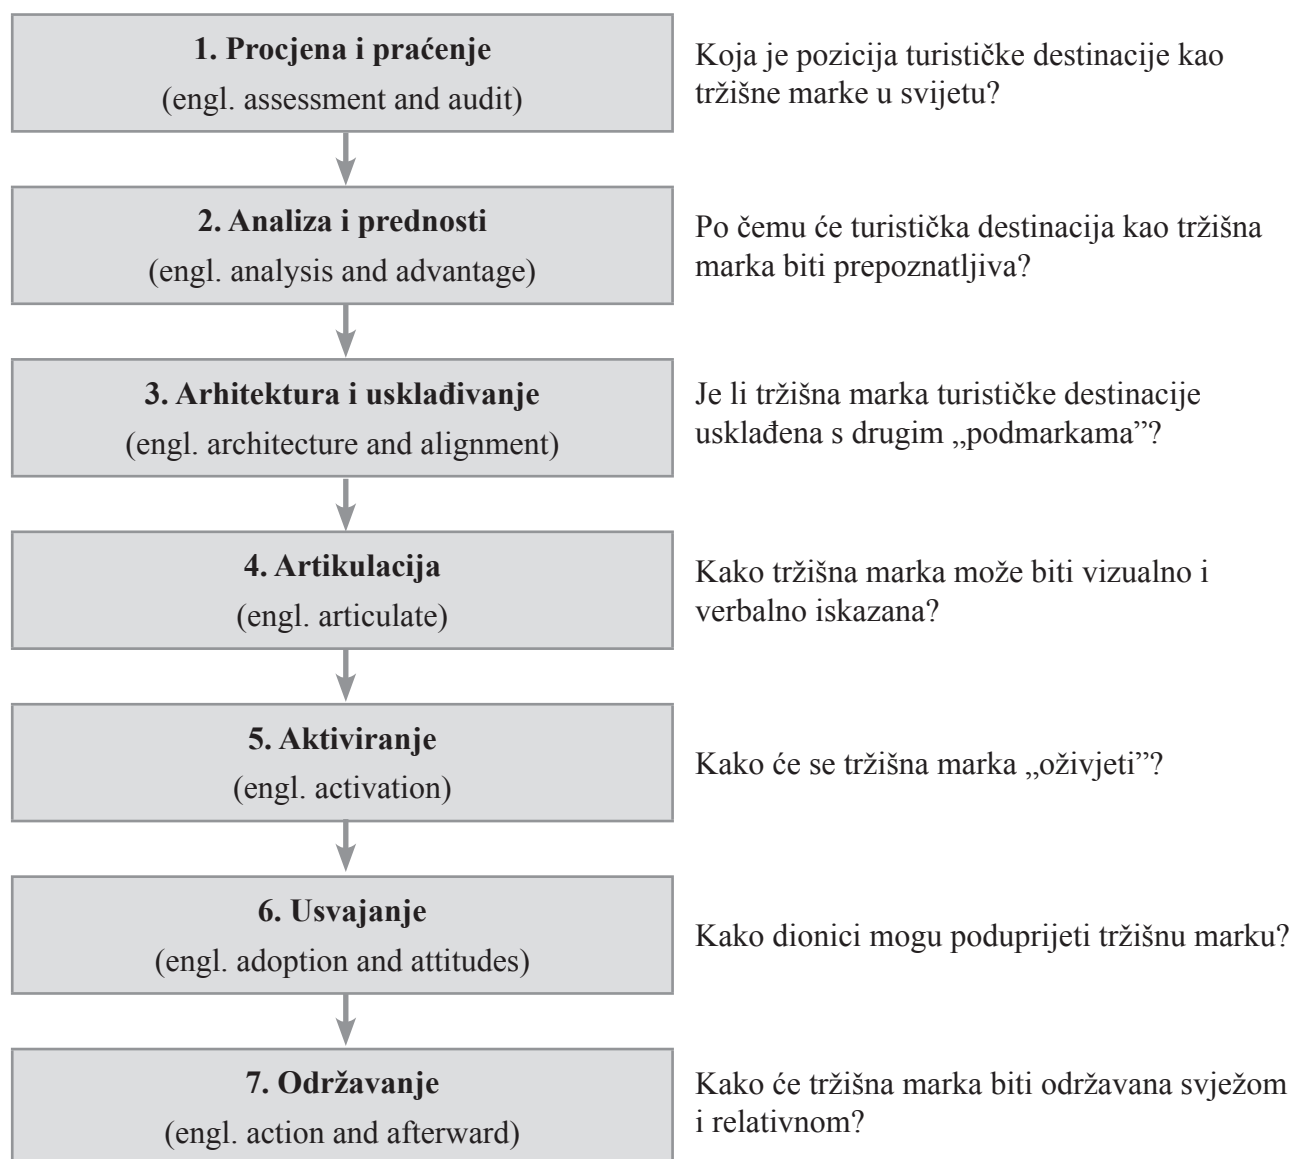 1. Procjena i praćenje
(engl. assessment and audit)
Koja je pozicija turističke destinacije kao
tržišne marke u svijetu?
2. Analiza i prednosti
(engl. analysis and advantage)
Po čemu će turistička destinacija kao tržišna
marka biti prepoznatljiva?
3. Arhitektura i usklađivanje
(engl. architecture and alignment)
Je li tržišna marka turističke destinacije
usklađena s drugim „podmarkama”?
4. Artikulacija
(engl. articulate)
Kako tržišna marka može biti vizualno i
verbalno iskazana?
5. Aktiviranje
(engl. activation)
Kako će se tržišna marka „oživjeti”?
6. Usvajanje
(engl. adoption and attitudes)
Kako dionici mogu poduprijeti tržišnu marku?
7. Održavanje
(engl. action and afterward)
Kako će tržišna marka biti održavana svježom
i relativnom?